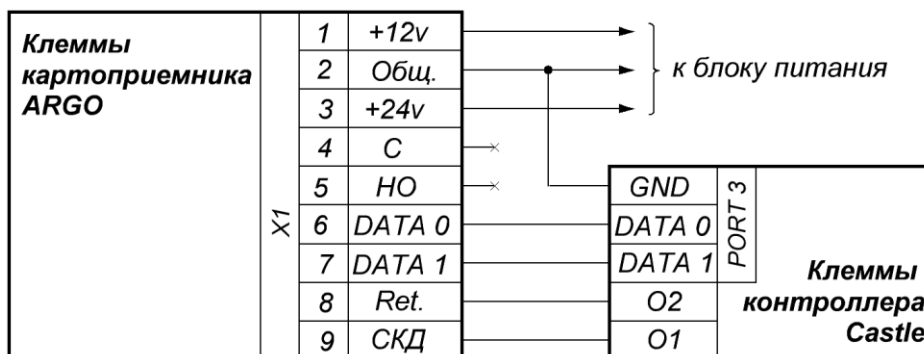 Клеммы
картоприемника
ARGO
X1
1 +12v
2 Общ.
3 +24v
4 C
5 HO
6 DATA 0
7 DATA 1
8 Ret.
9 СКД
к блоку питания
GND
DATA 0
DATA 1
O2
O1
PORT 3
Клеммы
контроллера
Castle